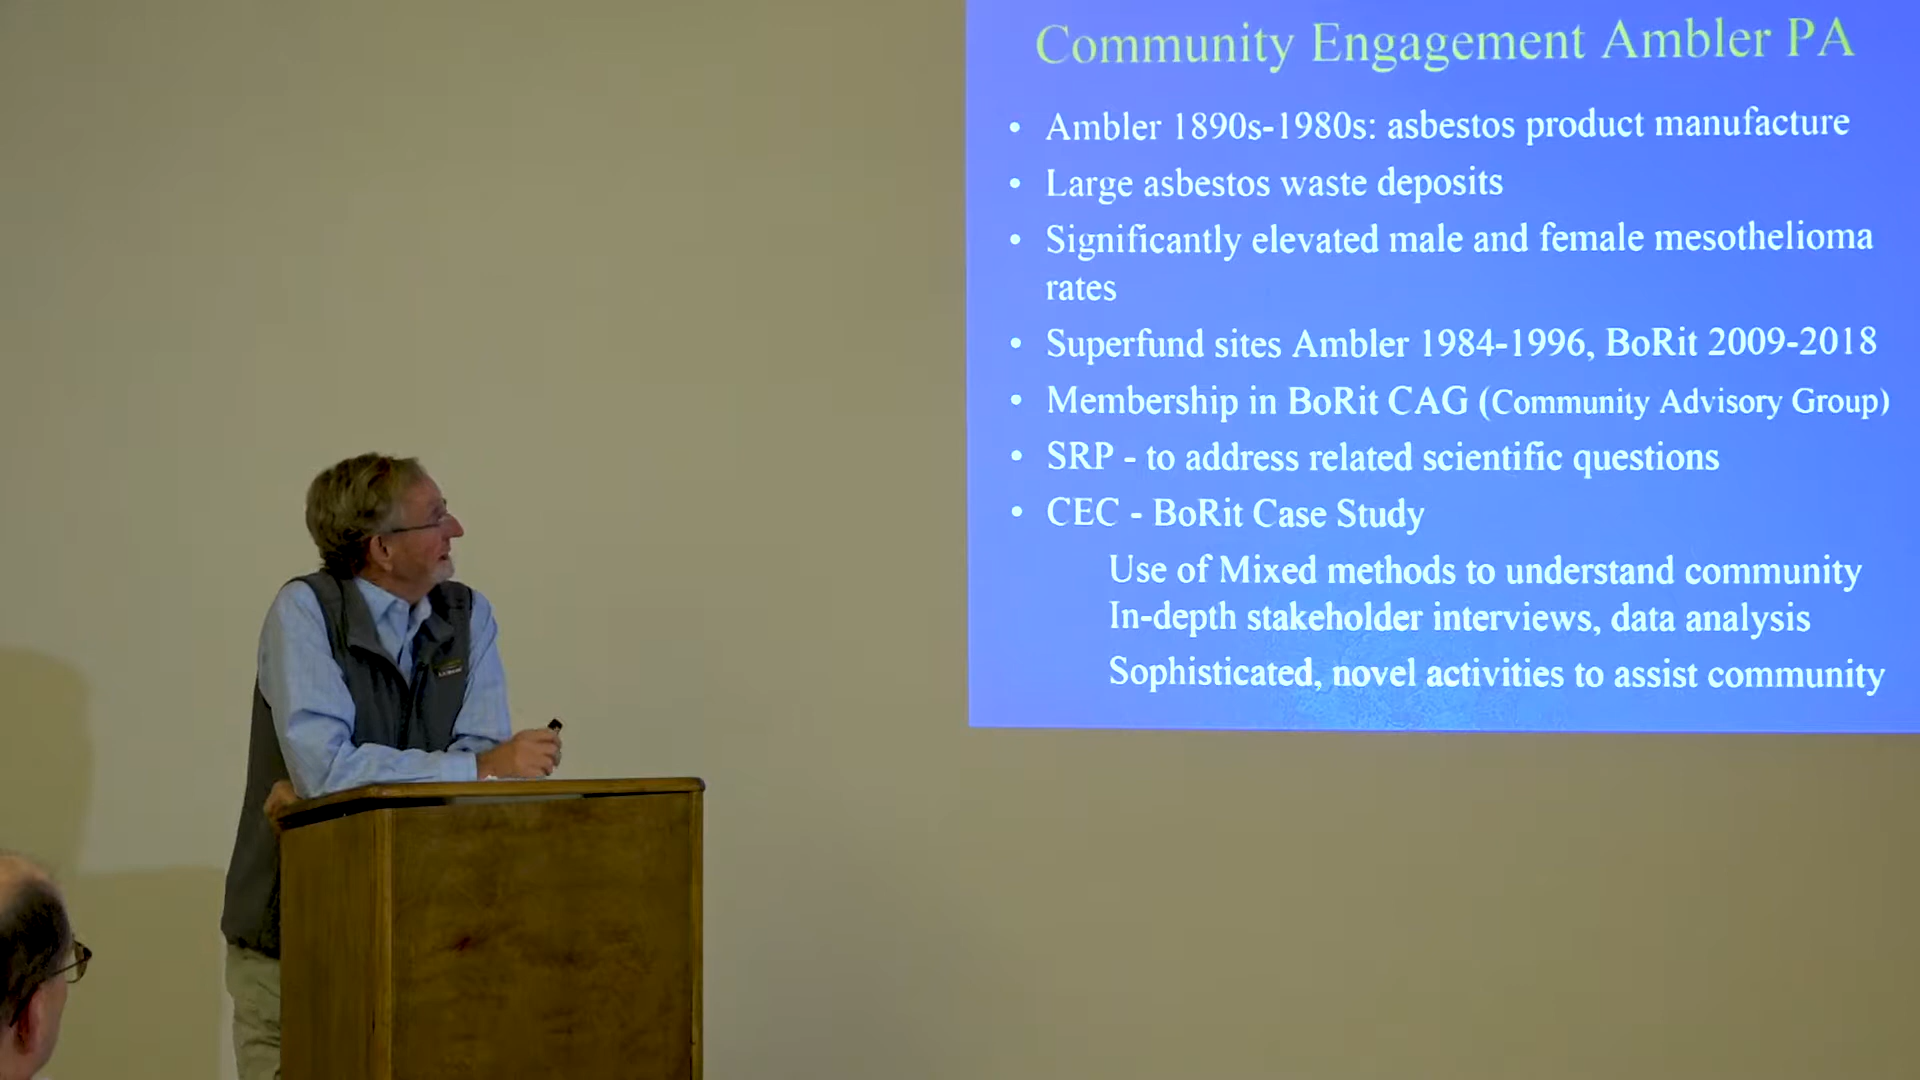 Community Engagement Ambler PA
• Ambler 1890s-1980s: asbestos product manufacture
• Large asbestos waste deposits
• Significantly elevated male and female mesothelioma
rates
• Superfund sites Ambler 1984-1996, BoRit 2009-2018
• Membership in BoRit CAG (Community Advisory Group)
• SRP - to address related scientific questions
• CEC - BoRit Case Study
Use of Mixed methods to understand community
In-depth stakeholder interviews, data analysis
Sophisticated, novel activities to assist community